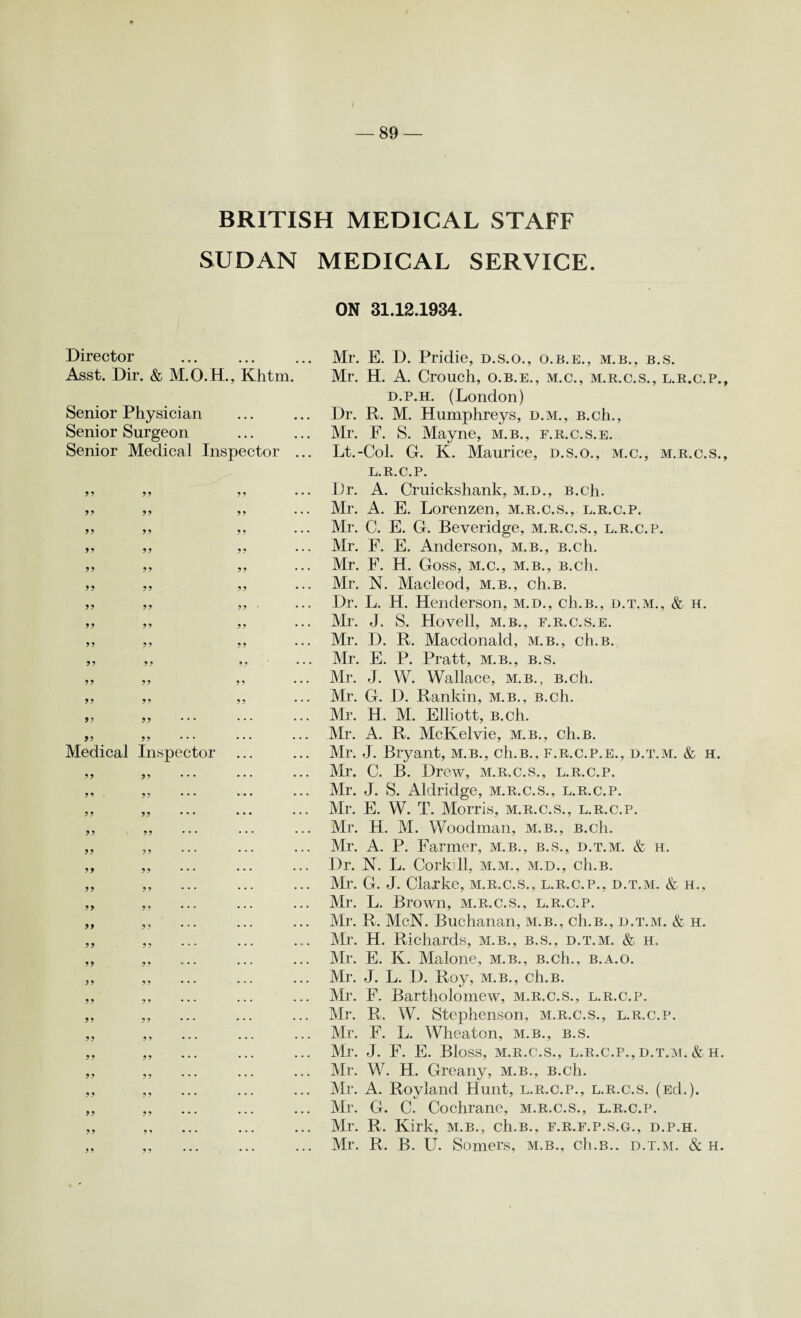 — 89 —
BRITISH MEDICAL STAFF
SUDAN MEDICAL SERVICE.
ON 31.12.1934.
Director ... ... ... Mr. E. D. Pridie, D.S.O., O.B.E., M.B., B.S.
Asst. Dir. & M.O.H., Khtm. Mr. H. A. Crouch, O.B.E., M.C., M.R.C.S., L.R.C.P.,
D.P.H. (London)
Senior Physician ... ... Dr. R. M. Humphreys, D.M., B.Ch.,
Senior Surgeon ... ... Mr. F. S. Mayne, M.B., F.R.C.S.E.
Senior Medical Inspector ... Lt.-Col. G. K. Maurice, D.S.O., M.C., M.R.C.S.,
L.R.C.P.
,, ,, ,, ... Dr. A. Cruickshank, M.D., B.Ch.
,, ,, ,, ... Mr. A. E. Lorenzen, M.R.C.S., L.R.C.P.
,, ,, ,, ... Mr. C. E. G. Beveridge, M.R.C.S., L.R.C.P.
,, ,, ,, ... Mr. F. E. Anderson, M.B., B.Ch.
,, ,, ,, ... Mr. F. H. Goss, M.C., M.B., B.Ch.
,, ,, ,, ... Mr. N. Macleod, M.B., Ch.B.
,, ,, ,, ... Dr. L. H. Henderson, M.D., Ch.B., D.T.M., & H.
,, ,, ,, ... Mr. J. S. Hovell, M.B., F.R.C.S.E.
,, ,, ,, ... Mr. D. R. Macdonald, M.B., Ch.B.
,, ,, ,, ... Mr. E. P. Pratt, M.B., B.S.
,, ,, ,, ... Mr. J. W. Wallace, M.B., B.Ch.
,, ,, ,, ... Mr. G. D. Rankin, M.B., B.Ch.
,, ,, ... ... ... Mr. H. M. Elliott, B.Ch.
,, ,, ... ... ... Mr. A. R. McKelvie, M.B., Ch.B.
Medical Inspector ... ... Mr. J. Bryant, M.B., Ch.B., F.R.C.P.E., D.T.M. & H.
,, ,, ... ... ... Mr. C. B. Drew, M.R.C.S., L.R.C.P.
,, ,, ... ... ... Mr. J. S. Aldridge, M.R.C.S., L.R.C.P.
,, ,, ... ... ... Mr. E. W. T. Morris, M.R.C.S., L.R.C.P.
,, ,, ... ... ... Mr. H. M. Woodman, M.B., B.Ch.
,, ,, ... ... ... Mr. A. P. Farmer, M.B., B.S., D.T.M. & H.
,, ,, ... ... ... Dr. N. L. Corkill, M.M., M.D., Ch.B.
,, ,, ... ... ... Mr. G. J. Clarke, M.R.C.S., L.R.C.P., D.T.M. & H.,
,, ,, ... ... ... Mr. L. Brown, M.R.C.S., L.R.C.P.
,, ,, ... ... ... Mr. R. McN. Buchanan, M.B., Ch.B., D.T.M. & H.
,, ,, ... ... ... Mr. H. Richards, M.B., B.S., D.T.M. & H.
,, ,, ... ... ... Mr. E. K. Malone, M.B., B.Ch., B.A.O.
,, ,, ... ... ... Mr. J. L. D. Roy, M.B., Ch.B.
,, ,, ... ... ... Mr. F. Bartholomew, M.R.C.S., L.R.C.P.
,, ,, ... ... ... Mr. R. W. Stephenson, M.R.C.S., L.R.C.P.
,, ,, ... ... ... Mr. F. L. Wheaton, M.B., B.S.
,, ,, ... ... ... Mr. J. F. E. Bloss, M.R.C.S., L.R.C.P., D.T.M. & H.
,, ,, ... ... ... Mr. W. H. Greany, M.B., B.Ch.
,, ,, ... ... ... Mr. A. Royland Hunt, L.R.C.P., L.R.C.S. (Ed.).
,, ,, ... ... ... Mr. G. C. Cochrane, M.R.C.S., L.R.C.P.
,, ,, ... ... ... Mr. R. Kirk, M.B., Ch.B., F.R.F.P.S.G., D.P.H.
,, ,, ... ... ... Mr. R. B. U. Somers, M.B., Ch.B.. D.T.M. & H.